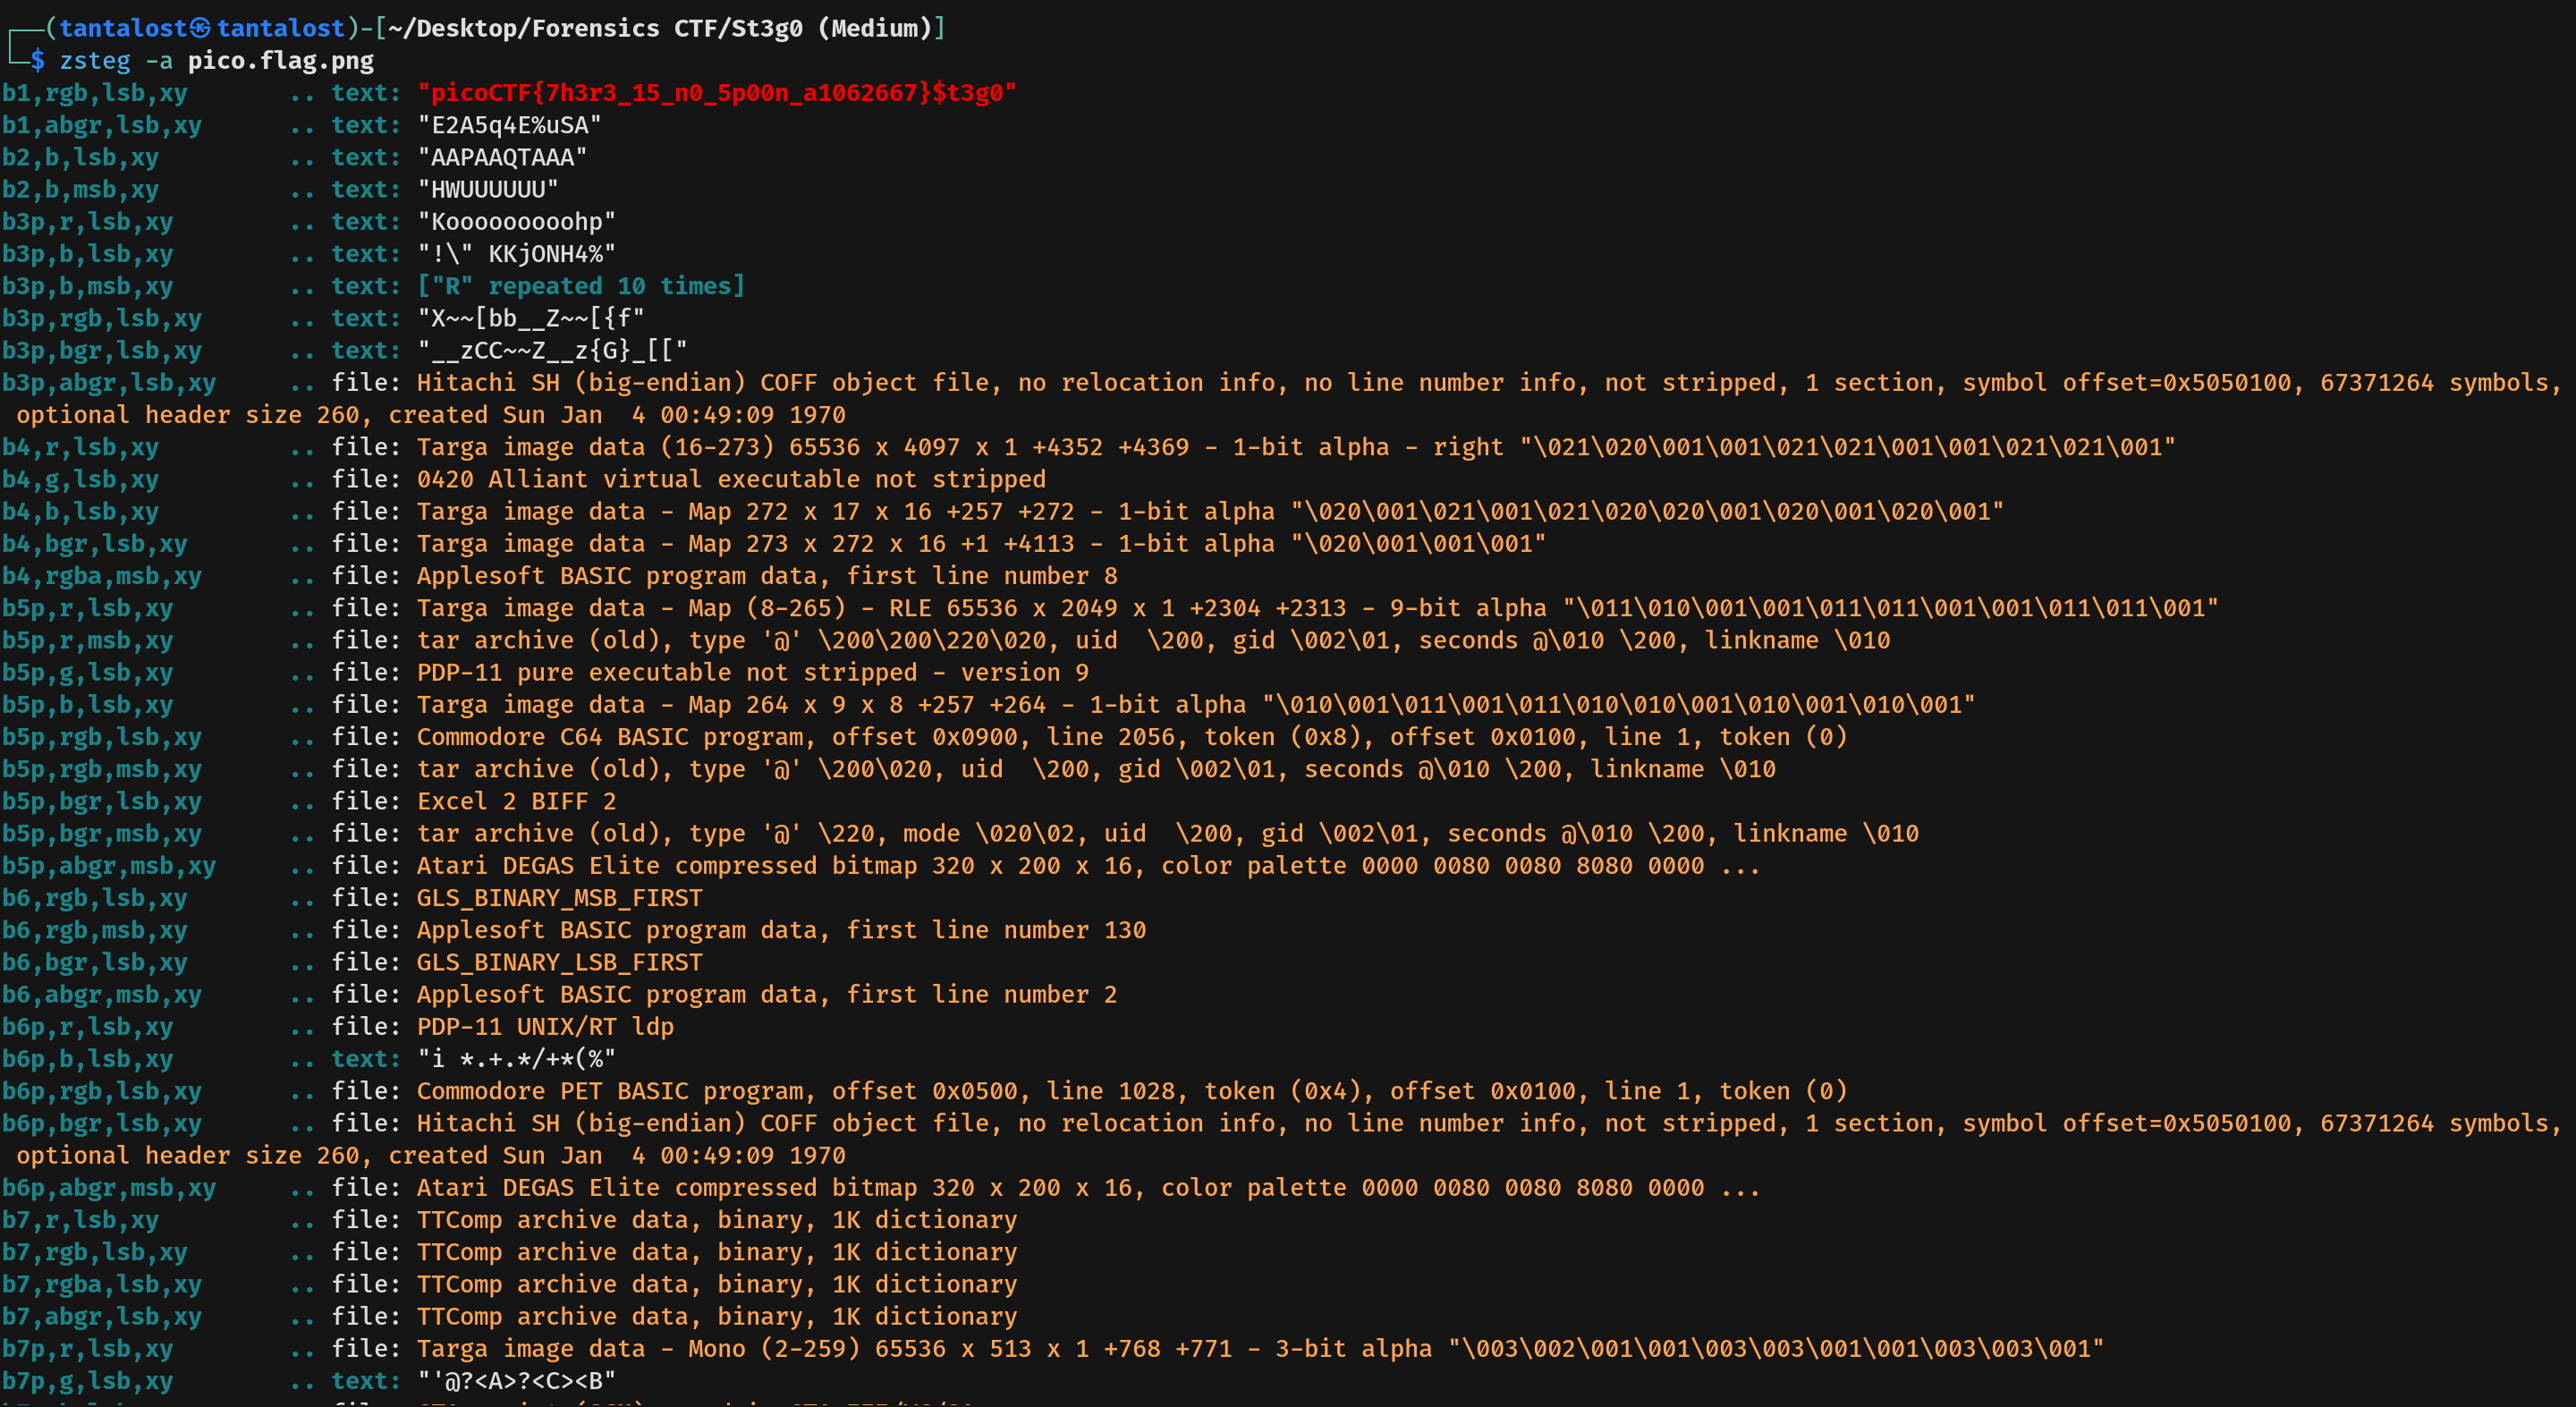 ┌──(tantalost㉿tantalost)-[~/Desktop/Forensics CTF/St3g0 (Medium)]
└─$ zsteg -a pico.flag.png
b1,rgb,lsb,xy .. text: "picoCTF{7h3r3_15_n0_5p00n_a1062667}$t3g0"
b1,abgr,lsb,xy .. text: "E2A5q4E%uSA"
b2,b,lsb,xy .. text: "AAPAAQTAAA"
b2,b,msb,xy .. text: "HWUUUUUU"
b3p,r,lsb,xy .. text: "Kooooooooohp"
b3p,b,lsb,xy .. text: "!\" KKjONH4%"
b3p,b,msb,xy .. text: ["R" repeated 10 times]
b3p,rgb,lsb,xy .. text: "X~~[bb__Z~~[{f"
b3p,bgr,lsb,xy .. text: "__zCC~~Z__z{G}_[["
b3p,abgr,lsb,xy .. file: Hitachi SH (big-endian) COFF object file, no relocation info, no line number info, not stripped, 1 section, symbol offset=0x5050100, 67371264 symbols,
optional header size 260, created Sun Jan  4 00:49:09 1970
b4,r,lsb,xy .. file: Targa image data (16-273) 65536 x 4097 x 1 +4352 +4369 - 1-bit alpha - right "\021\020\001\001\021\021\001\001\021\021\001"
b4,g,lsb,xy .. file: 0420 Alliant virtual executable not stripped
b4,b,lsb,xy .. file: Targa image data - Map 272 x 17 x 16 +257 +272 - 1-bit alpha "\020\001\021\001\021\020\020\001\020\001\020\001"
b4,bgr,lsb,xy .. file: Targa image data - Map 273 x 272 x 16 +1 +4113 - 1-bit alpha "\020\001\001\001"
b4,rgba,msb,xy .. file: Applesoft BASIC program data, first line number 8
b5p,r,lsb,xy .. file: Targa image data - Map (8-265) - RLE 65536 x 2049 x 1 +2304 +2313 - 9-bit alpha "\011\010\001\001\011\011\001\001\011\011\001"
b5p,r,msb,xy .. file: tar archive (old), type '@' \200\200\220\020, uid  \200, gid \002\01, seconds @\010 \200, linkname \010
b5p,g,lsb,xy .. file: PDP-11 pure executable not stripped - version 9
b5p,b,lsb,xy .. file: Targa image data - Map 264 x 9 x 8 +257 +264 - 1-bit alpha "\010\001\011\001\011\010\010\001\010\001\010\001"
b5p,rgb,lsb,xy .. file: Commodore C64 BASIC program, offset 0x0900, line 2056, token (0x8), offset 0x0100, line 1, token (0)
b5p,rgb,msb,xy .. file: tar archive (old), type '@' \200\020, uid  \200, gid \002\01, seconds @\010 \200, linkname \010
b5p,bgr,lsb,xy .. file: Excel 2 BIFF 2
b5p,bgr,msb,xy .. file: tar archive (old), type '@' \220, mode \020\02, uid  \200, gid \002\01, seconds @\010 \200, linkname \010
b5p,abgr,msb,xy .. file: Atari DEGAS Elite compressed bitmap 320 x 200 x 16, color palette 0000 0080 0080 8080 0000 ...
b6,rgb,lsb,xy .. file: GLS_BINARY_MSB_FIRST
b6,rgb,msb,xy .. file: Applesoft BASIC program data, first line number 130
b6,bgr,lsb,xy .. file: GLS_BINARY_LSB_FIRST
b6,abgr,msb,xy .. file: Applesoft BASIC program data, first line number 2
b6p,r,lsb,xy .. file: PDP-11 UNIX/RT ldp
b6p,b,lsb,xy .. text: "i *.+.*/+*(%"
b6p,rgb,lsb,xy .. file: Commodore PET BASIC program, offset 0x0500, line 1028, token (0x4), offset 0x0100, line 1, token (0)
b6p,bgr,lsb,xy .. file: Hitachi SH (big-endian) COFF object file, no relocation info, no line number info, not stripped, 1 section, symbol offset=0x5050100, 67371264 symbols,
optional header size 260, created Sun Jan  4 00:49:09 1970
b6p,abgr,msb,xy .. file: Atari DEGAS Elite compressed bitmap 320 x 200 x 16, color palette 0000 0080 0080 8080 0000 ...
b7,r,lsb,xy .. file: TTComp archive data, binary, 1K dictionary
b7,rgb,lsb,xy .. file: TTComp archive data, binary, 1K dictionary
b7,rgba,lsb,xy .. file: TTComp archive data, binary, 1K dictionary
b7,abgr,lsb,xy .. file: TTComp archive data, binary, 1K dictionary
b7p,r,lsb,xy .. file: Targa image data - Mono (2-259) 65536 x 513 x 1 +768 +771 - 3-bit alpha "\003\002\001\001\003\003\001\001\003\003\001"
b7p,g,lsb,xy .. text: "'@?<A>?<C><B"